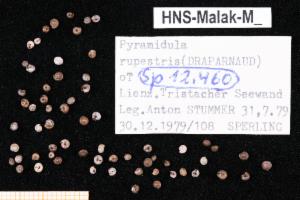 HNS-Malak-M_
Pyramidula
rupestris(DRAPARNAUD)
oT Sp 12.460
Lienz,Tristacher Seewand
Leg.Anton STUMMER 31,7.79
30.12.1979/108 SPERLING